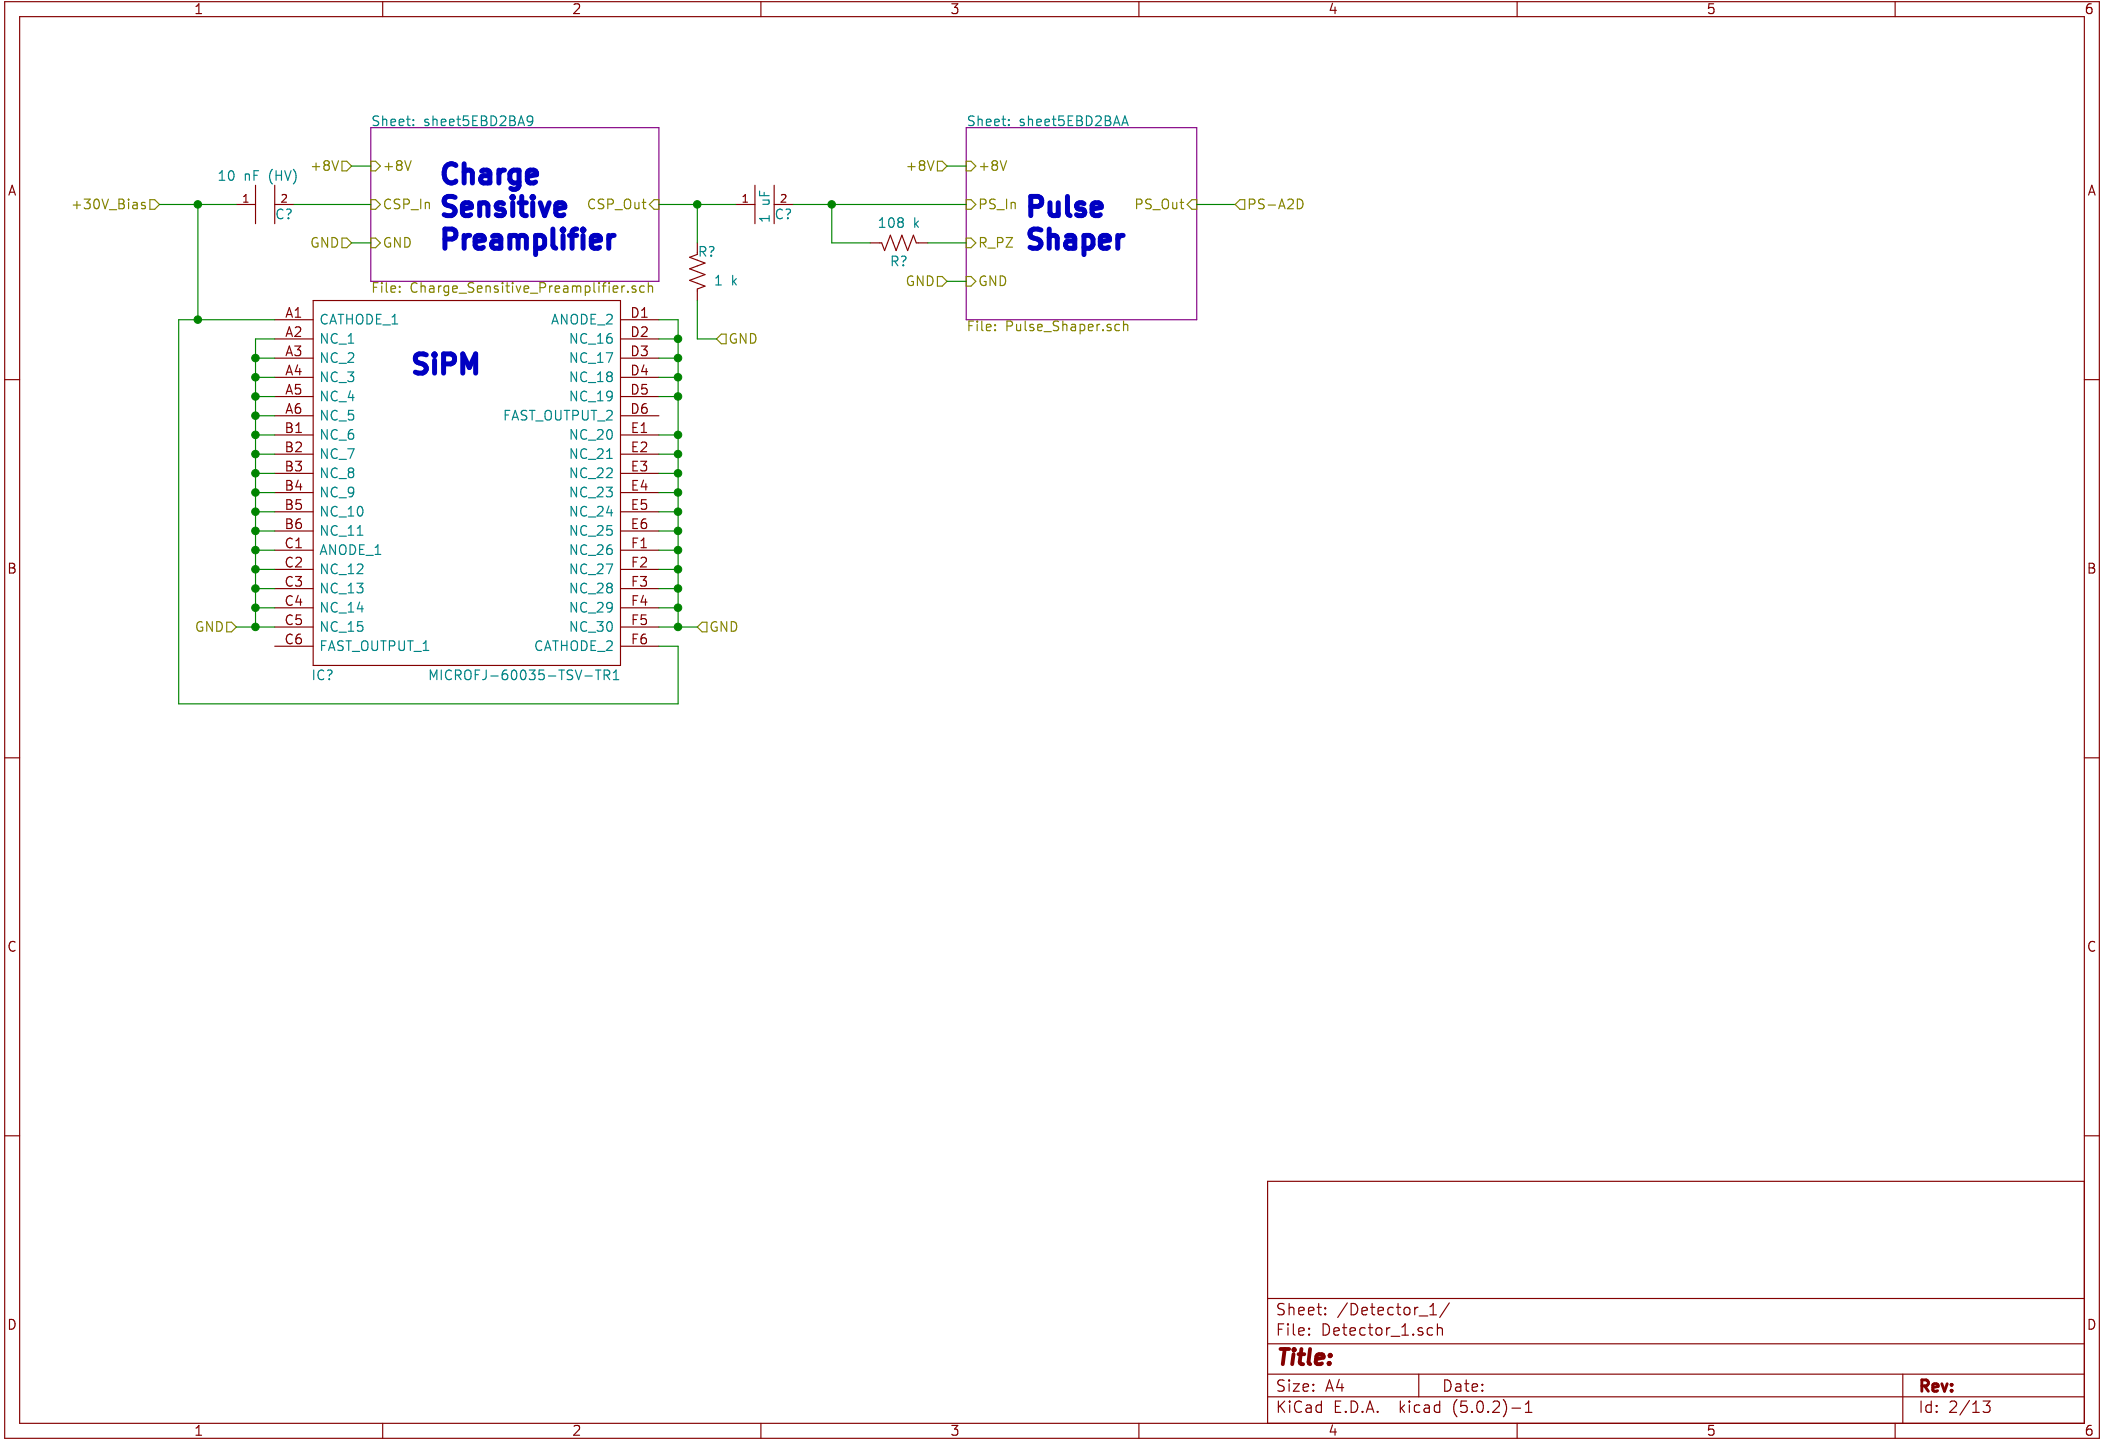 1 2 3 4 5 6
A A
B B
C C
D D
Sheet: sheet5EBD2BA9
+8V +8V
10 nF (HV)
+30V_Bias
1 2
C?
CSP_In
CSP_Out
GND GND
Charge
Sensitive
Preamplifier
File: Charge_Sensitive_Preamplifier.sch
1 2
1 uF
C?
R?
1 k
GND
108 k
R?
Sheet: sheet5EBD2BAA
+8V +8V
PS_In
PS_Out
PS-A2D
R_PZ
GND GND
Pulse
Shaper
File: Pulse_Shaper.sch
SiPM
A1 CATHODE_1 ANODE_2 D1
A2 NC_1 NC_16 D2
A3 NC_2 NC_17 D3
A4 NC_3 NC_18 D4
A5 NC_4 NC_19 D5
A6 NC_5 FAST_OUTPUT_2 D6
B1 NC_6 NC_20 E1
B2 NC_7 NC_21 E2
B3 NC_8 NC_22 E3
B4 NC_9 NC_23 E4
B5 NC_10 NC_24 E5
B6 NC_11 NC_25 E6
C1 ANODE_1 NC_26 F1
C2 NC_12 NC_27 F2
C3 NC_13 NC_28 F3
C4 NC_14 NC_29 F4
GND C5 NC_15 NC_30 F5 GND
C6 FAST_OUTPUT_1 CATHODE_2 F6
IC? MICROFJ-60035-TSV-TR1
Sheet: /Detector_1/
File: Detector_1.sch
Title:
Size: A4 Date: Rev:
KiCad E.D.A. kicad (5.0.2)-1 Id: 2/13
1 2 3 4 5 6